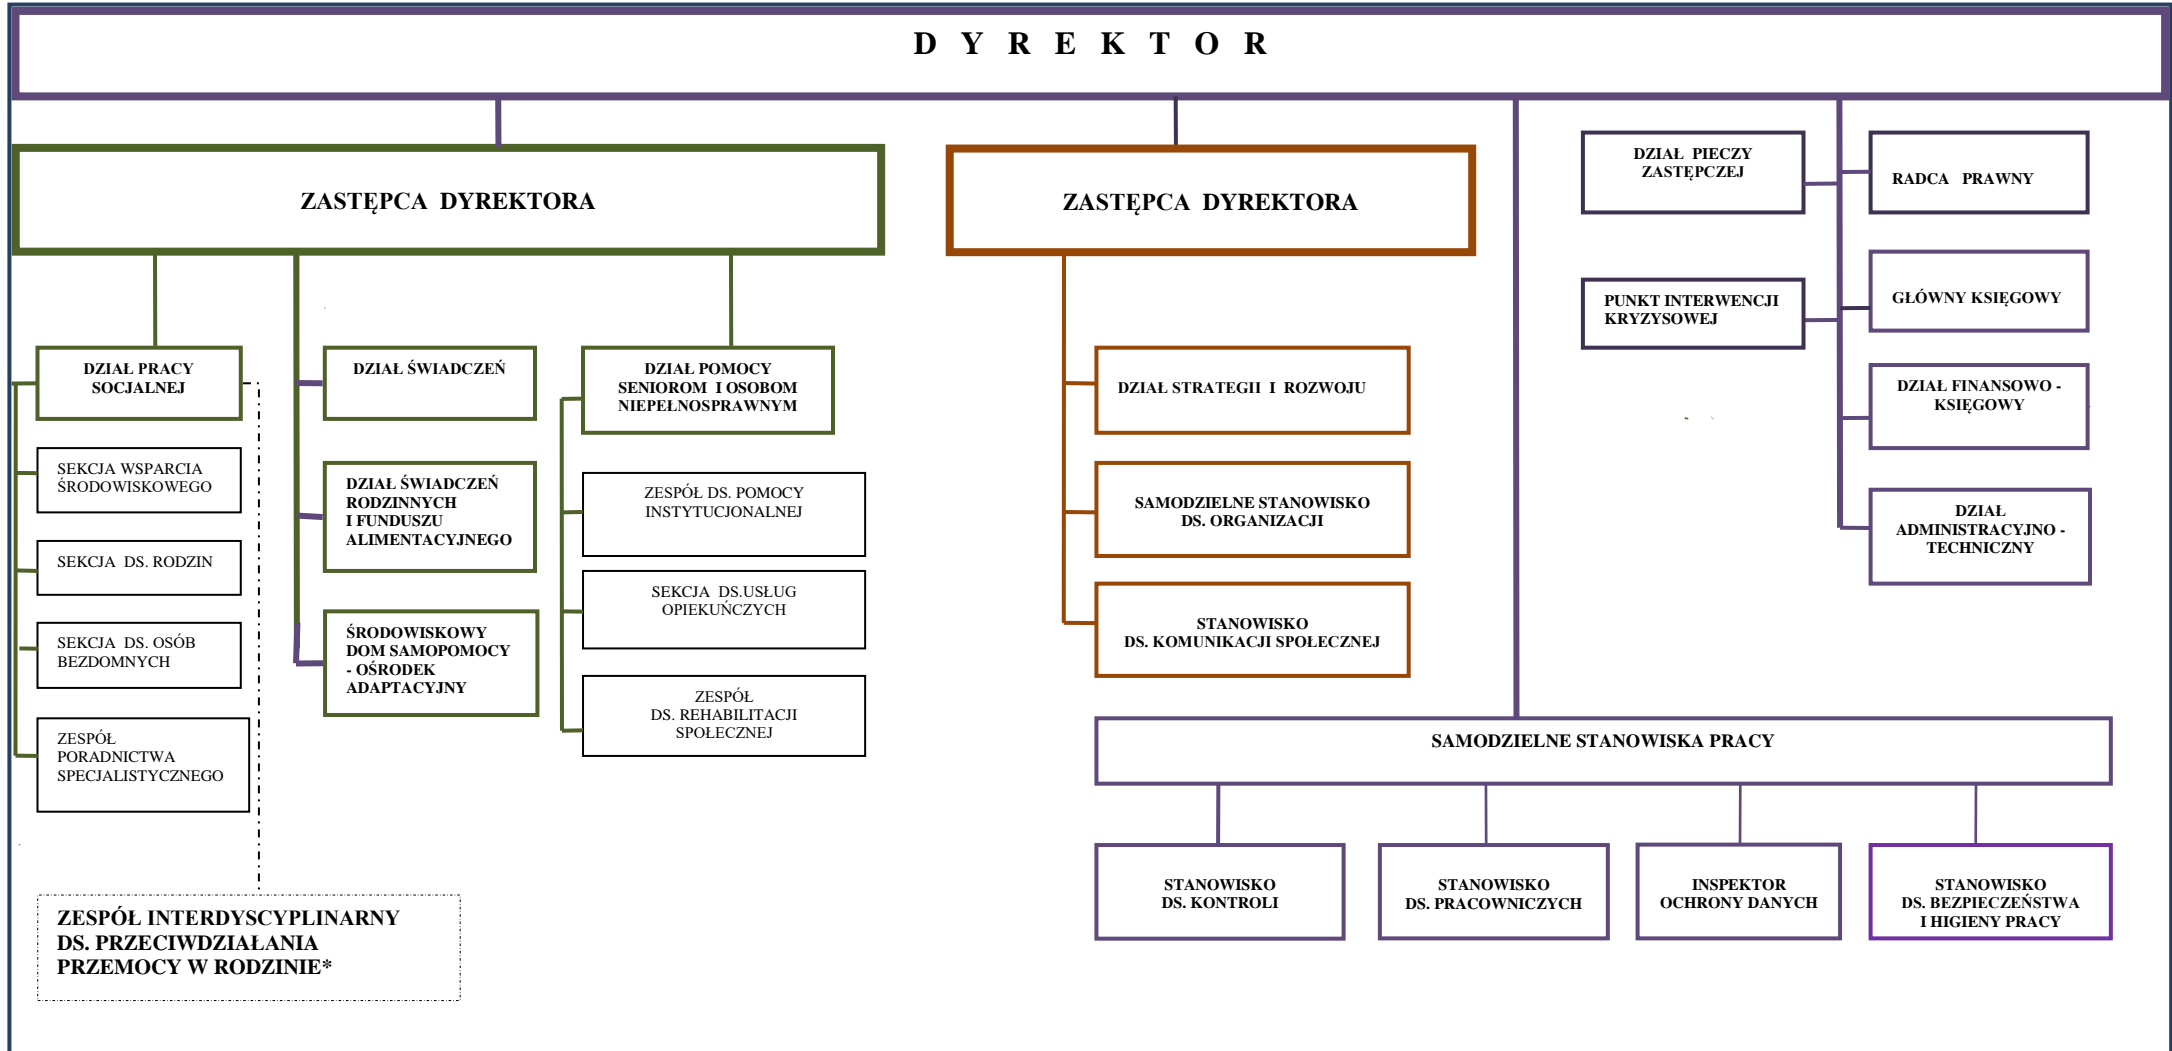 D Y R E K T O R
ZASTĘPCA DYREKTORA
DZIAŁ PRACY
SOCJALNEJ
SEKCJA WSPARCIA
ŚRODOWISKOWEGO
SEKCJA DS. RODZIN
SEKCJA DS. OSÓB
BEZDOMNYCH
ZESPÓŁ
PORADNICTWA
SPECJALISTYCZNEGO
ZESPÓŁ INTERDYSCYPLINARNY
DS. PRZECIWDZIAŁANIA
PRZEMOCY W RODZINIE*
DZIAŁ ŚWIADCZEŃ
DZIAŁ ŚWIADCZEŃ
RODZINNYCH
I FUNDUSZU
ALIMENTACYJNEGO
ŚRODOWISKOWY
DOM SAMOPOMOCY
- OŚRODEK
ADAPTACYJNY
DZIAŁ POMOCY
SENIOROM I OSOBOM
NIEPEŁNOSPRAWNYM
ZESPÓŁ DS. POMOCY
INSTYTUCJONALNEJ
SEKCJA DS.USŁUG
OPIEKUŃCZYCH
ZESPÓŁ
DS. REHABILITACJI
SPOŁECZNEJ
ZASTĘPCA DYREKTORA
DZIAŁ STRATEGII I ROZWOJU
SAMODZIELNE STANOWISKO
DS. ORGANIZACJI
STANOWISKO
DS. KOMUNIKACJI SPOŁECZNEJ
DZIAŁ PIECZY
ZASTĘPCZEJ
PUNKT INTERWENCJI
KRYZYSOWEJ
RADCA PRAWNY
GŁÓWNY KSIĘGOWY
DZIAŁ FINANSOWO -
KSIĘGOWY
DZIAŁ
ADMINISTRACYJNO -
TECHNICZNY
SAMODZIELNE STANOWISKA PRACY
STANOWISKO
DS. KONTROLI
STANOWISKO
DS. PRACOWNICZYCH
INSPEKTOR
OCHRONY DANYCH
STANOWISKO
DS. BEZPIECZEŃSTWA
I HIGIENY PRACY